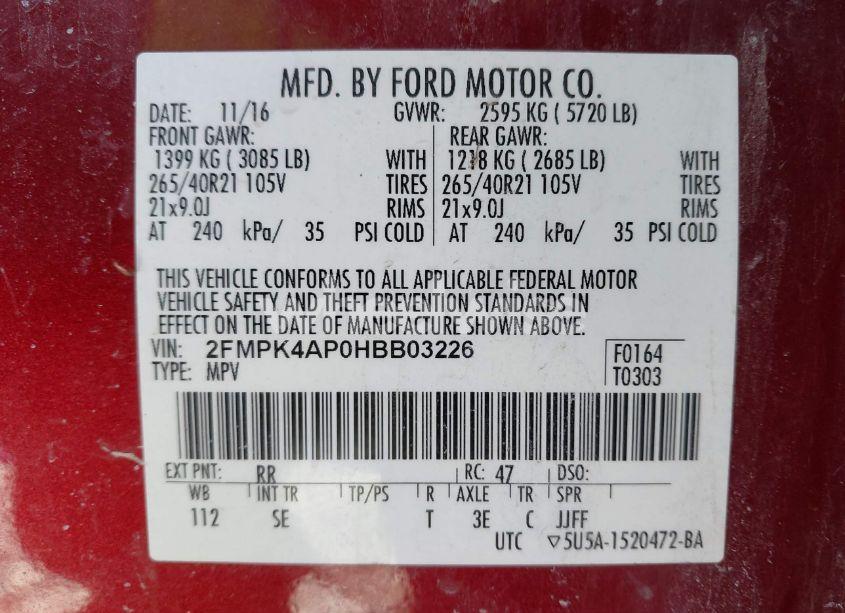 MFD. BY FORD MOTOR CO.
DATE: 11/16 GVWR: 2595 KG ( 5720 LB)
FRONT GAWR: REAR GAWR:
1399 KG ( 3085 LB) WITH 1218 KG ( 2685 LB) WITH
265/40R21 105V TIRES 265/40R21 105V TIRES
21x9.0J RIMS 21x9.0J RIMS
AT 240 kPa/ 35 PSI COLD AT 240 kPa/ 35 PSI COLD
THIS VEHICLE CONFORMS TO ALL APPLICABLE FEDERAL MOTOR
VEHICLE SAFETY AND THEFT PREVENTION STANDARDS IN
EFFECT ON THE DATE OF MANUFACTURE SHOWN ABOVE.
VIN: 2FMPK4AP0HBB03226 F0164
TYPE: MPV T0303
EXT PNT: RR RC: 47 DSO:
WB INT TR TP/PS R AXLE TR SPR
112 SE T 3E C JJFF
UTC ▽5U5A-1520472-BA